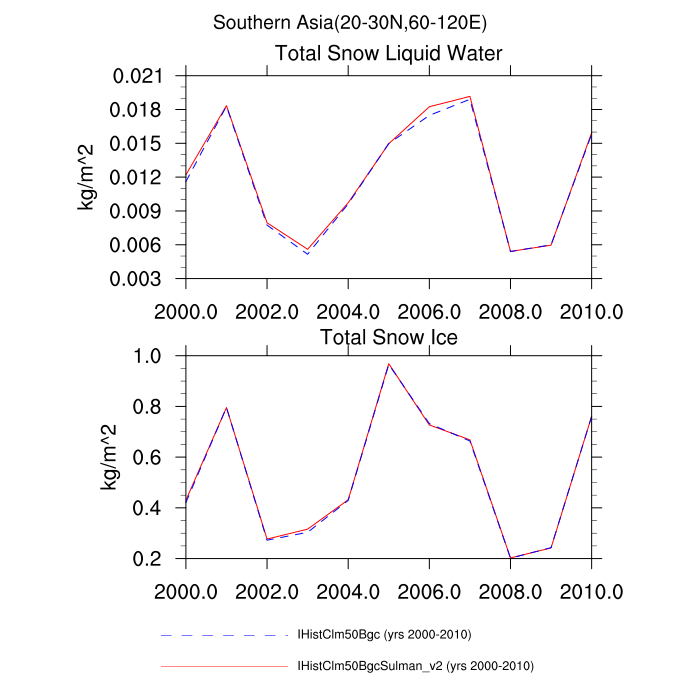 Southern Asia(20-30N,60-120E)
Total Snow Liquid Water
0.021
0.018
0.015
0.012
0.009
0.006
0.003
kg/m^2
2000.0 2002.0 2004.0 2006.0 2008.0 2010.0
Total Snow Ice
1.0
0.8
0.6
0.4
0.2
kg/m^2
2000.0 2002.0 2004.0 2006.0 2008.0 2010.0
IHistClm50Bgc (yrs 2000-2010)
IHistClm50BgcSulman_v2 (yrs 2000-2010)